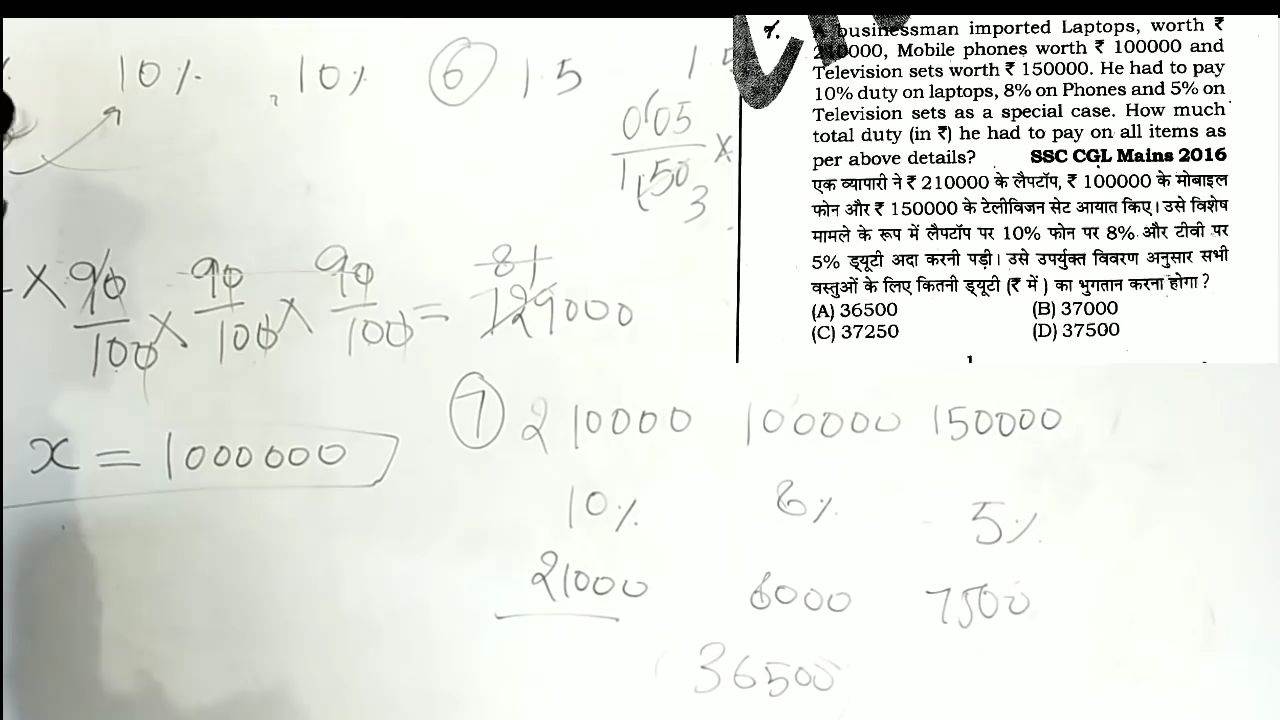 10% 10% ⑥ 1.5 1.5
0.05
1.50 ×
3
× 90/100 × 90/100 × 90/100 = 729000
81
x = 1000000
7. A businessman imported Laptops, worth ₹
210000, Mobile phones worth ₹ 100000 and
Television sets worth ₹ 150000. He had to pay
10% duty on laptops, 8% on Phones and 5% on
Television sets as a special case. How much
total duty (in ₹) he had to pay on all items as
per above details? SSC CGL Mains 2016
एक व्यापारी ने ₹ 210000 के लैपटॉप, ₹ 100000 के मोबाइल
फोन और ₹ 150000 के टेलीविजन सेट आयात किए। उसे विशेष
मामले के रूप में लैपटॉप पर 10% फोन पर 8% और टीवी पर
5% ड्यूटी अदा करनी पड़ी। उसे उपर्युक्त विवरण अनुसार सभी
वस्तुओं के लिए कितनी ड्यूटी (₹ में) का भुगतान करना होगा ?
(A) 36500 (B) 37000
(C) 37250 (D) 37500
⑦ 210000 100000 150000
10% 8% 5%
21000 8000 7500
36500